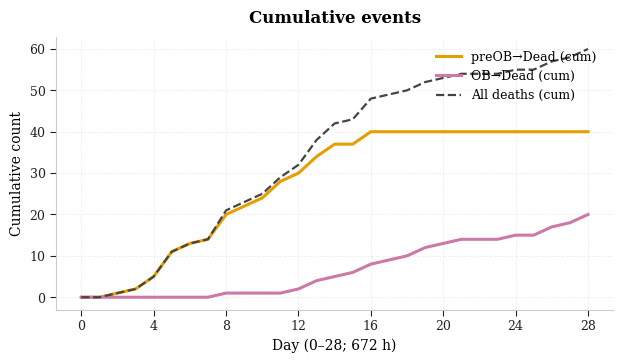 Cumulative events
preOB→Dead (cum)
OB→Dead (cum)
All deaths (cum)
Cumulative count
60
50
40
30
20
10
0
0 4 8 12 16 20 24 28
Day (0–28; 672 h)